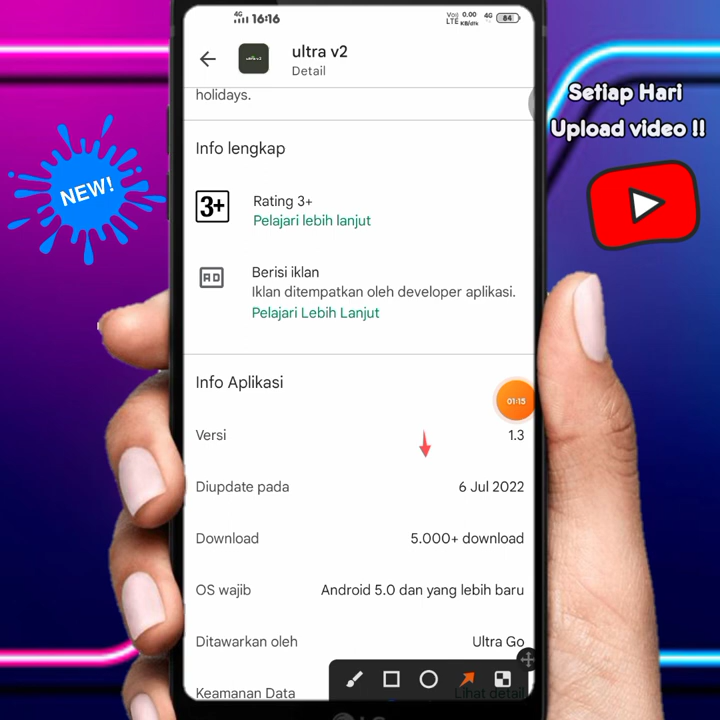 4G 16:16
Vo)) LTE 0.00 KB/s 4G 84
ultra v2
Detail
holidays.
Setiap Hari
Upload video !!
NEW!
Info lengkap
3+
Rating 3+
Pelajari lebih lanjut
AD
Berisi iklan
Iklan ditempatkan oleh developer aplikasi.
Pelajari Lebih Lanjut
Info Aplikasi
01:15
Versi 1.3
Diupdate pada 6 Jul 2022
Download 5.000+ download
OS wajib Android 5.0 dan yang lebih baru
Ditawarkan oleh Ultra Go
Keamanan Data Lihat detail
LG